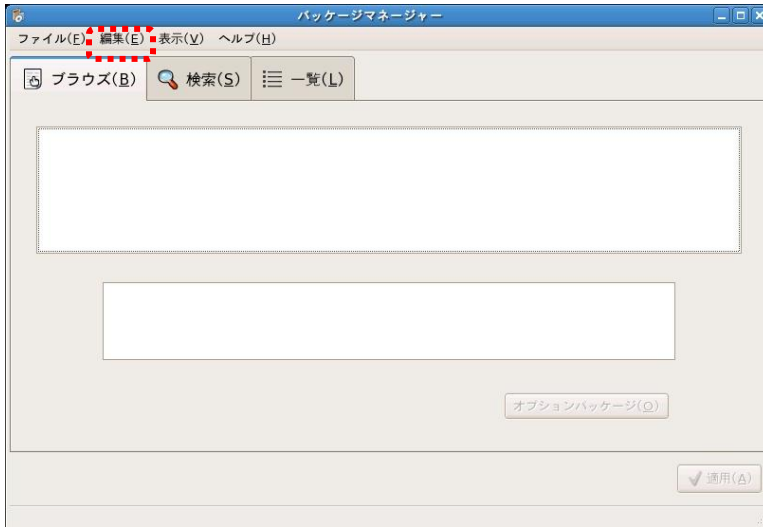 パッケージマネージャー
ファイル(F) 編集(E) 表示(V) ヘルプ(H)
ブラウズ(B) 検索(S) 一覧(L)
オプションパッケージ(O)
適用(A)